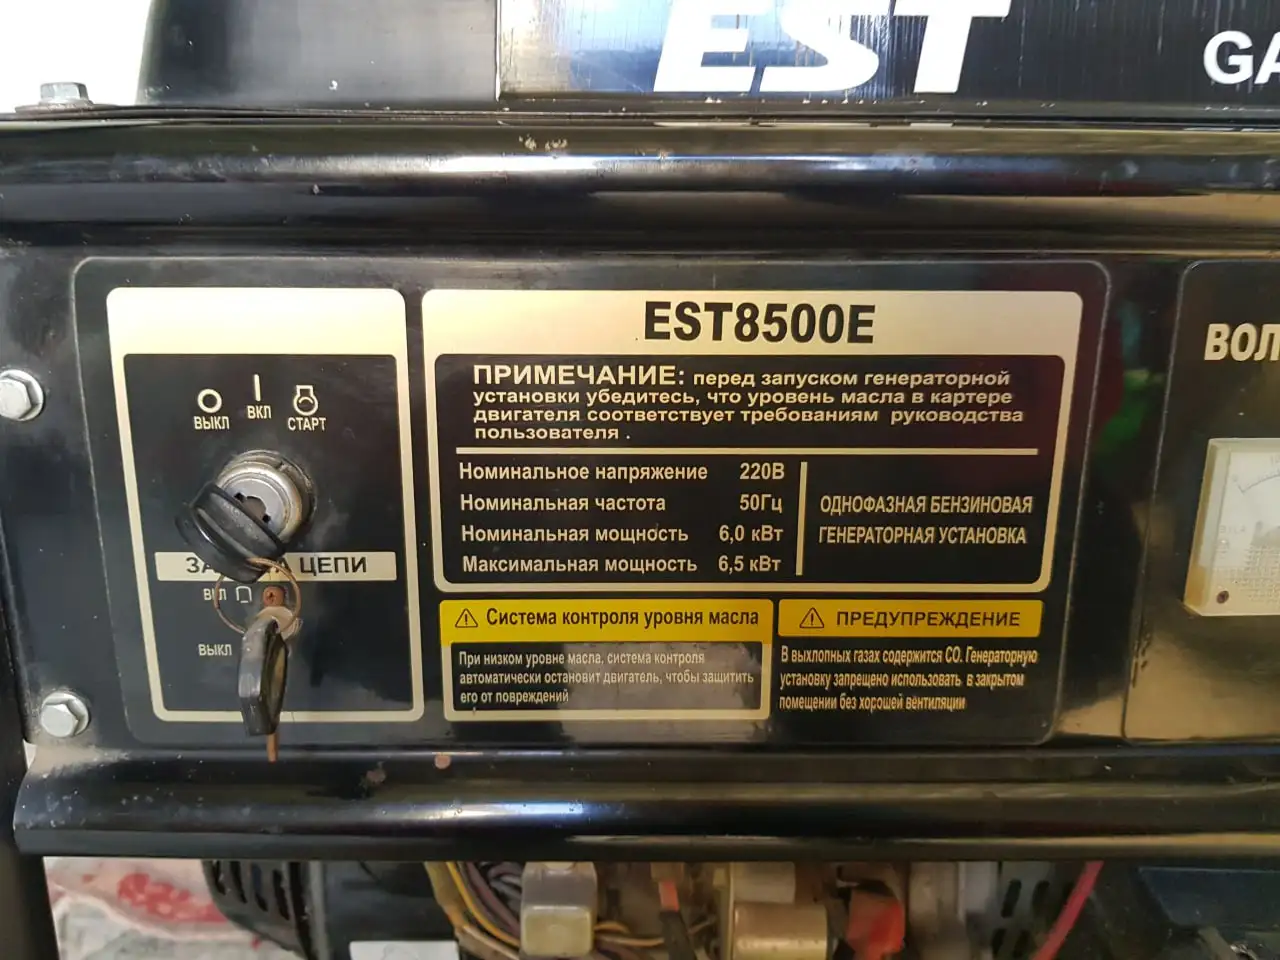 EST
EST8500E
ВЫКЛ
ВКЛ
СТАРТ
ПРИМЕЧАНИЕ: перед запуском генераторной
установки убедитесь, что уровень масла в картере
двигателя соответствует требованиям руководства
пользователя .
Номинальное напряжение 220В
Номинальная частота 50Гц
Номинальная мощность 6,0 кВт
Максимальная мощность 6,5 кВт
ОДНОФАЗНАЯ БЕНЗИНОВАЯ
ГЕНЕРАТОРНАЯ УСТАНОВКА
ЦЕПИ
ВКЛ
ВЫКЛ
Система контроля уровня масла
При низком уровне масла, система контроля
автоматически остановит двигатель, чтобы защитить
его от повреждений
ПРЕДУПРЕЖДЕНИЕ
В выхлопных газах содержится СО. Генераторную
установку запрещено использовать в закрытом
помещении без хорошей вентиляции